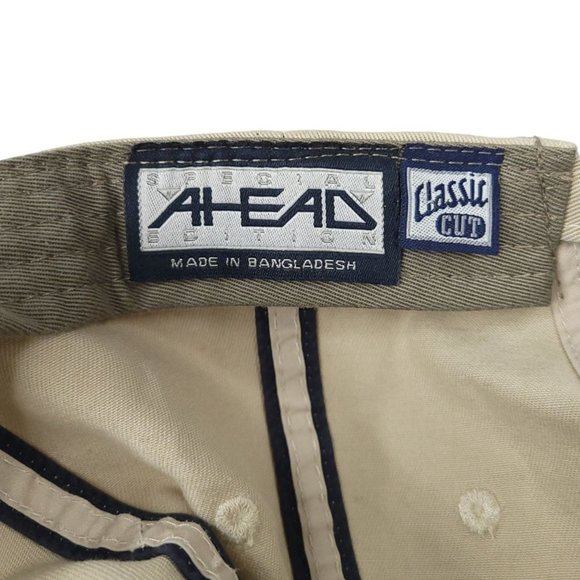 SPECIAL
AHEAD
EDITION
MADE IN BANGLADESH
Classic
CUT